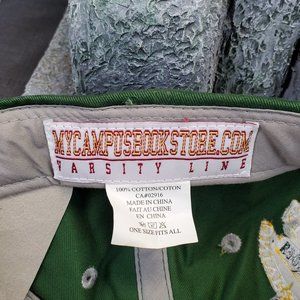 MYCAMPUSBOOKSTORE.COM
VARSITY LINE
100% COTTON/COTON
CA#02916
MADE IN CHINA
FAIT AU CHINE
EN CHINA
ONE SIZE FITS ALL